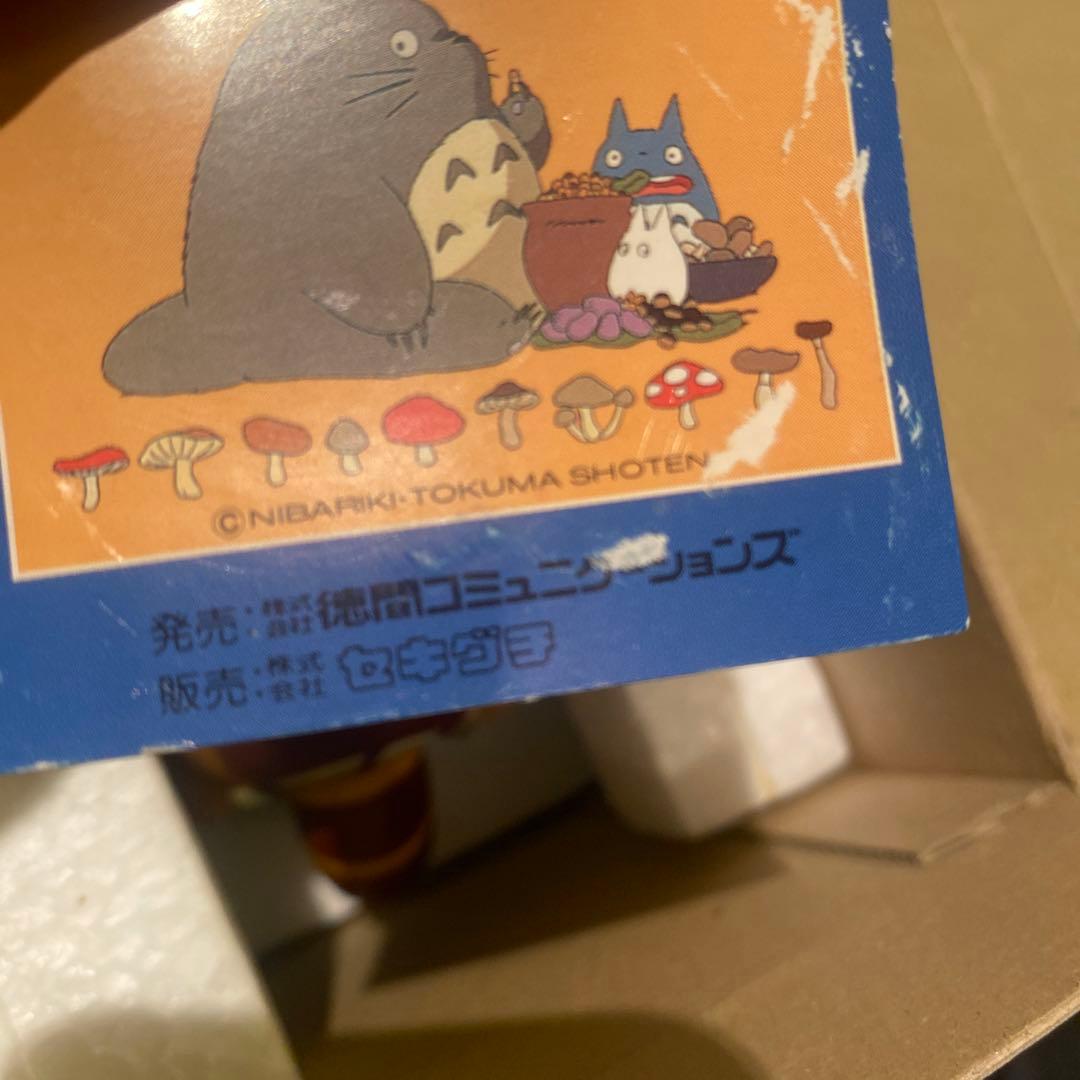 ©NIBARIKI·TOKUMA SHOTEN
発売:株式会社徳間コミュニケーションズ
販売:株式会社セキグチ